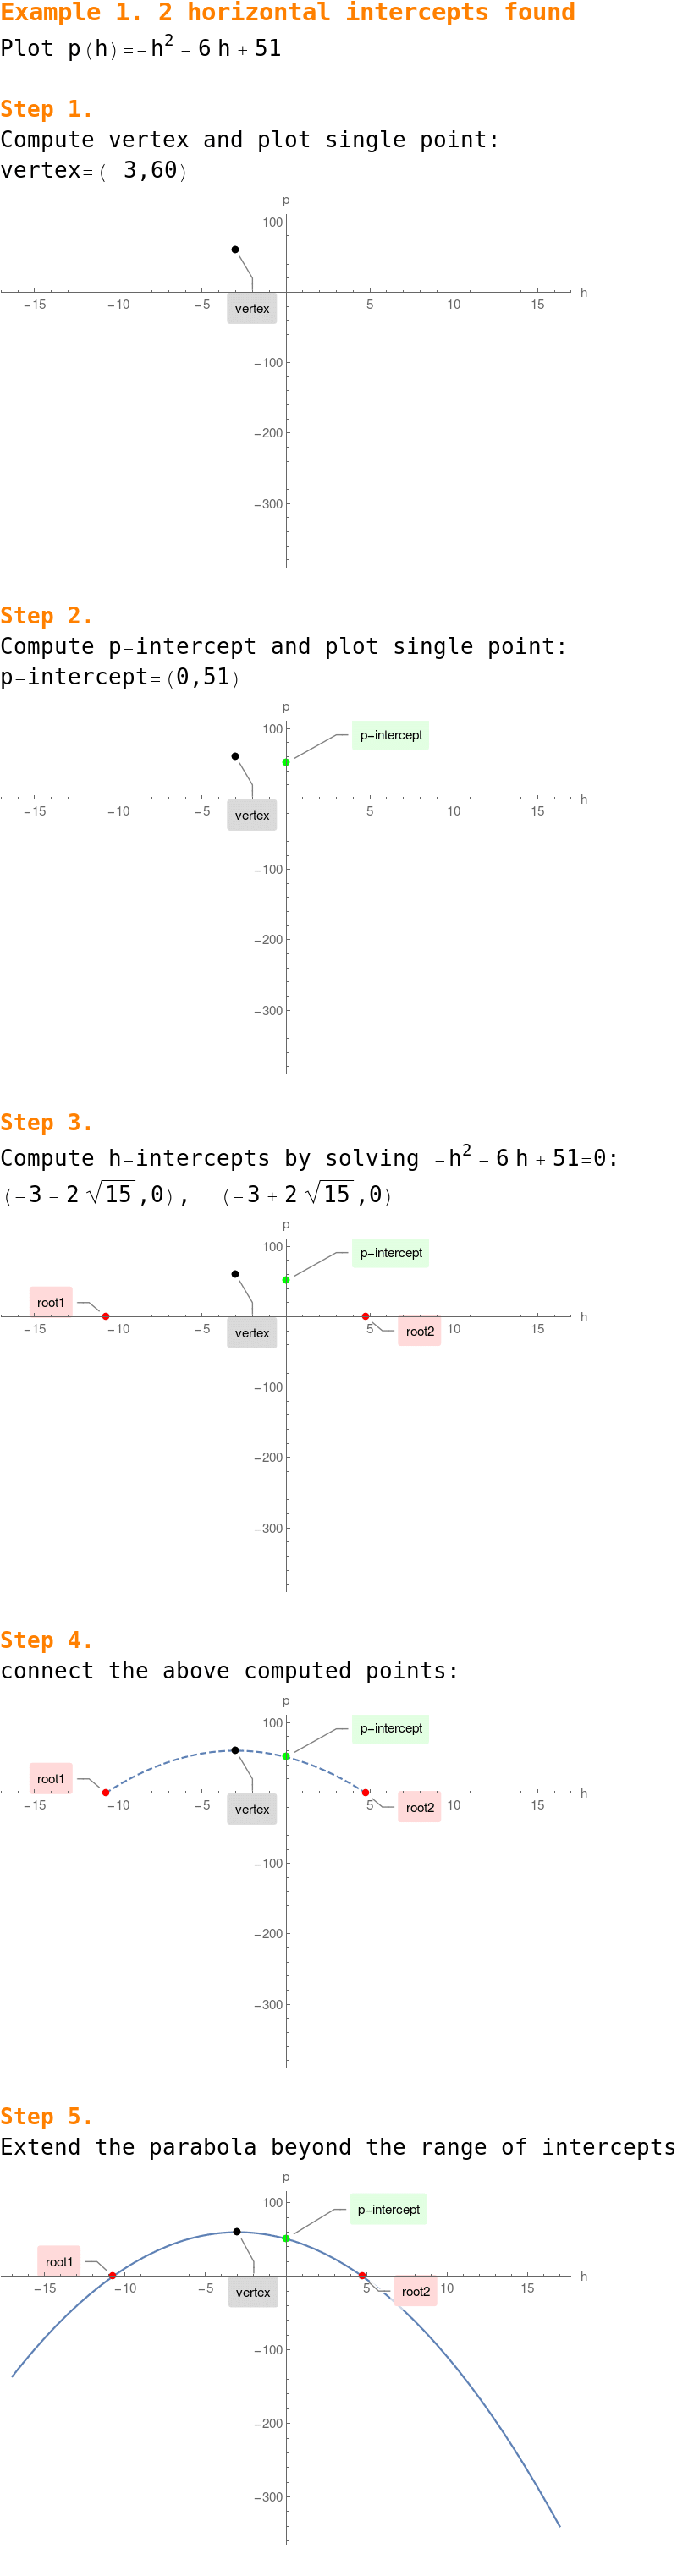 Example 1. 2 horizontal intercepts found
Plot p(h)=−h² − 6 h + 51
Step 1.
Compute vertex and plot single point:
vertex=(−3,60)
p
100
h
−15 −10 −5 5 10 15
vertex
−100
−200
−300
Step 2.
Compute p−intercept and plot single point:
p−intercept=(0,51)
p
100
p−intercept
h
−15 −10 −5 5 10 15
vertex
−100
−200
−300
Step 3.
Compute h−intercepts by solving −h² − 6 h + 51=0:
(−3 − 2 √15 ,0), (−3 + 2 √15 ,0)
p
100
p−intercept
root1
h
−15 −10 −5 5 10 15
vertex root2
−100
−200
−300
Step 4.
connect the above computed points:
p
100
p−intercept
root1
h
−15 −10 −5 5 10 15
vertex root2
−100
−200
−300
Step 5.
Extend the parabola beyond the range of intercepts
p
100
p−intercept
root1
h
−15 −10 −5 5 10 15
vertex root2
−100
−200
−300